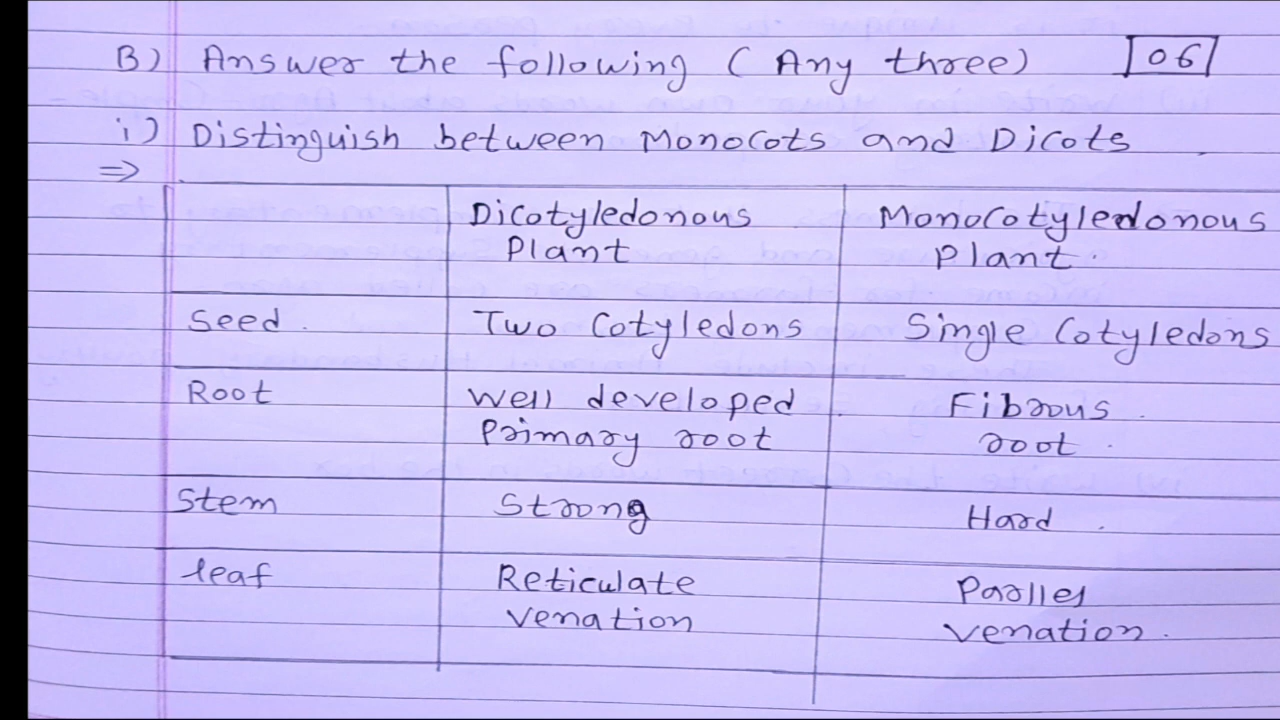 B) Answer the following (Any three) 06
i) Distinguish between Monocots and Dicots
⇒
Dicotyledonous Monocotyledonous
Plant Plant.
Seed. Two Cotyledons Single Cotyledons
Root Well developed Fibrous.
Primary root root.
Stem Strong Hard.
leaf Reticulate Parllel
venation venation.